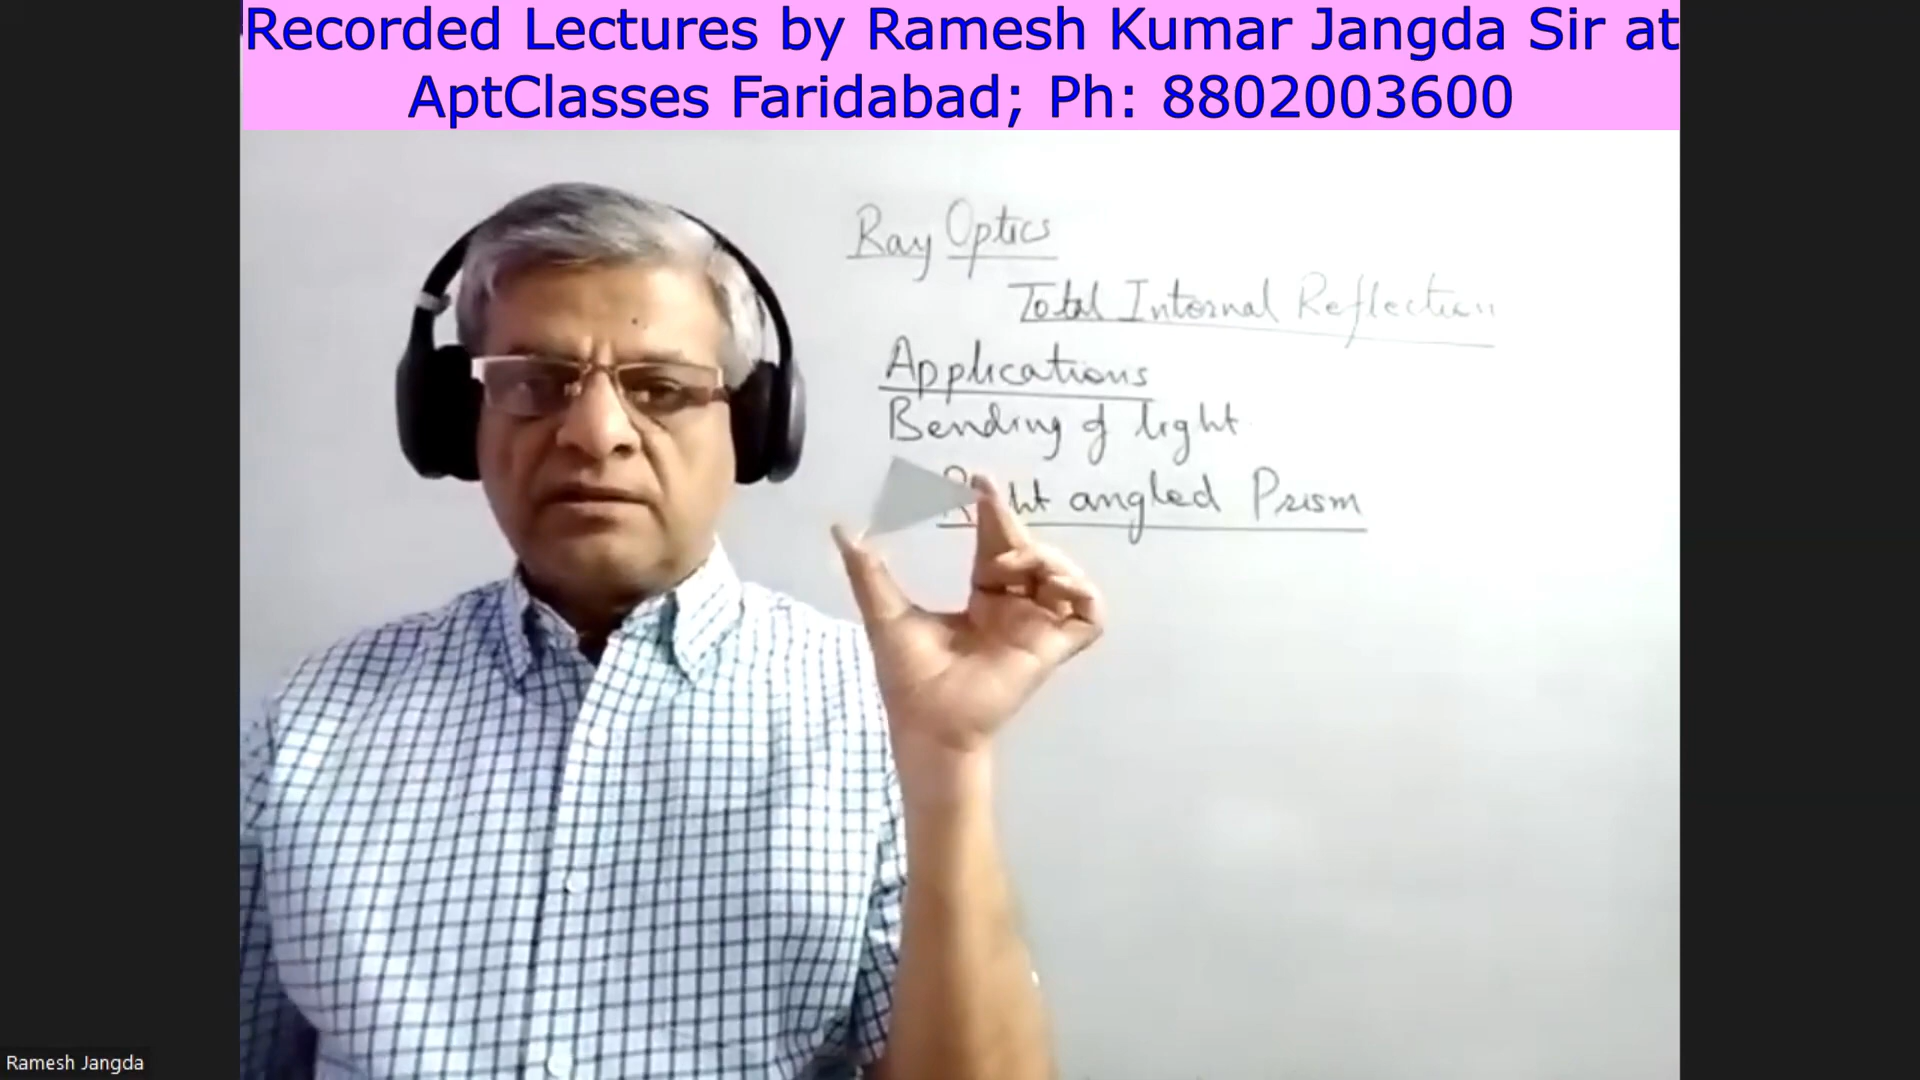 Recorded Lectures by Ramesh Kumar Jangda Sir at
AptClasses Faridabad; Ph: 8802003600
Ray Optics
Total Internal Reflection
Applications
Bending of light
angled Prism
Ramesh Jangda